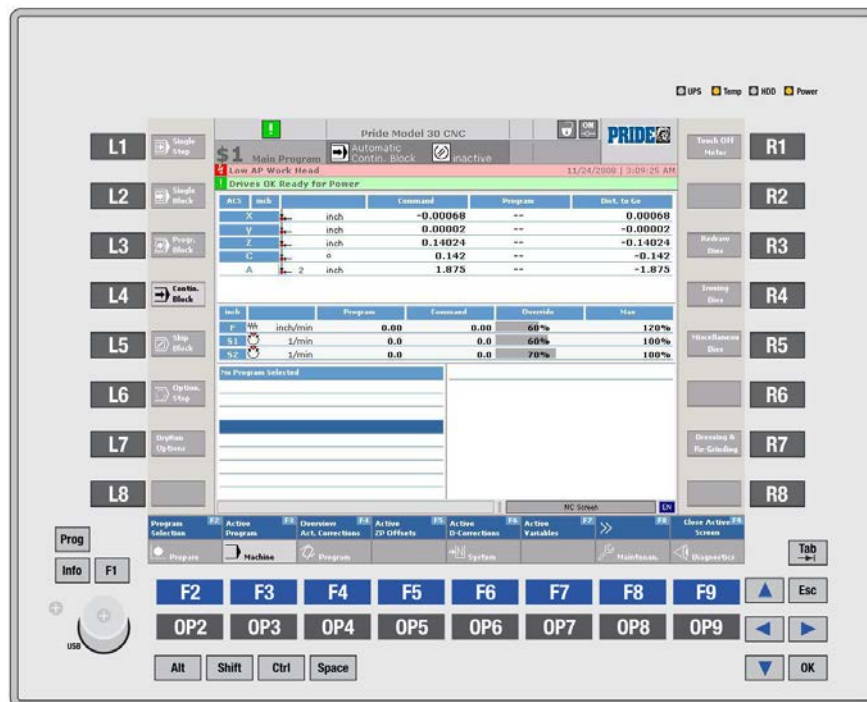 UPS Temp HDD Power
L1 Single Step Pride Model 30 CNC ON PRIDE Touch Off Meter R1
$1 Main Program Automatic Contin. Block inactive
Low AP Work Head 11/24/2008 | 3:09:25 AM
Drives OK Ready for Power
L2 Single Block R2
ACS inch Command Program Dist. to Go
X inch -0.00068 -- 0.00068
y inch 0.00002 -- -0.00002
L3 Progr. Block Z inch 0.14024 -- -0.14024 Redraw Dies R3
C ° 0.142 -- -0.142
A 2 inch 1.875 -- -1.875
L4 Contin. Block Ironing Dies R4
inch Program Command Override Max
F inch/min 0.00 0.00 60% 120%
L5 Skip Block S1 1/min 0.0 0.0 60% 100% Miscellaneous Dies R5
S2 1/min 0.0 0.0 70% 100%
No Program Selected
L6 Option. Stop R6
L7 DryRun Options Dressing & Re-Grinding R7
L8 R8
NC Screen EN
Program Selection F2 Active Program F3 Overview Act. Corrections F4 Active ZP Offsets F5 Active D-Corrections F6 Active Variables F7 >> F8 Close Active Screen F9
Prepare Machine Program System Maintenan. Diagnostics
Prog
Tab
Info F1
F2 F3 F4 F5 F6 F7 F8 F9 Esc
OP2 OP3 OP4 OP5 OP6 OP7 OP8 OP9
USB
Alt Shift Ctrl Space OK